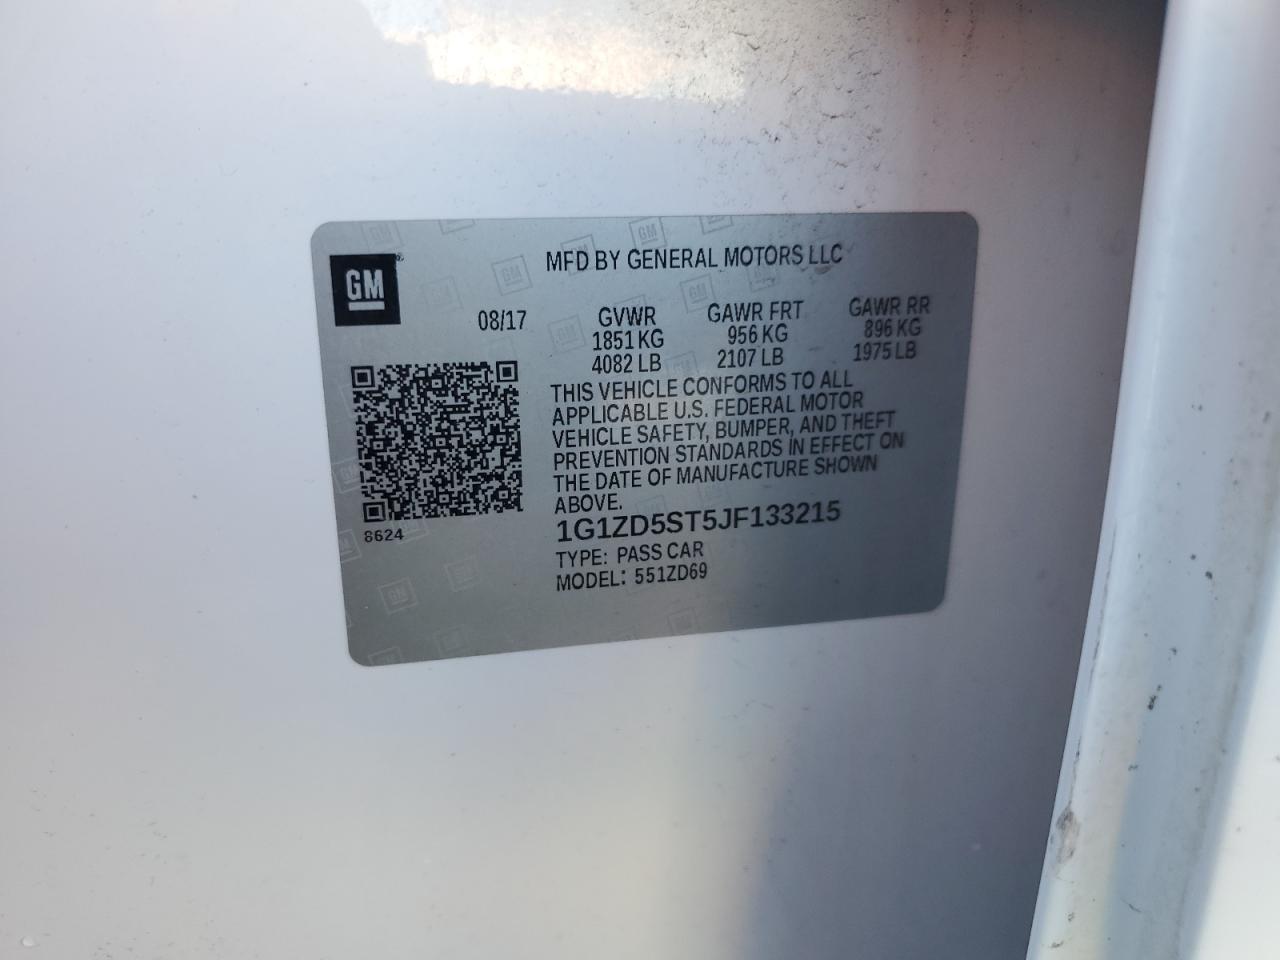 GM
MFD BY GENERAL MOTORS LLC
08/17 GVWR GAWR FRT GAWR RR
1851 KG 956 KG 896 KG
4082 LB 2107 LB 1975 LB
THIS VEHICLE CONFORMS TO ALL
APPLICABLE U.S. FEDERAL MOTOR
VEHICLE SAFETY, BUMPER, AND THEFT
PREVENTION STANDARDS IN EFFECT ON
THE DATE OF MANUFACTURE SHOWN
ABOVE.
8624
1G1ZD5ST5JF133215
TYPE: PASS CAR
MODEL: 551ZD69